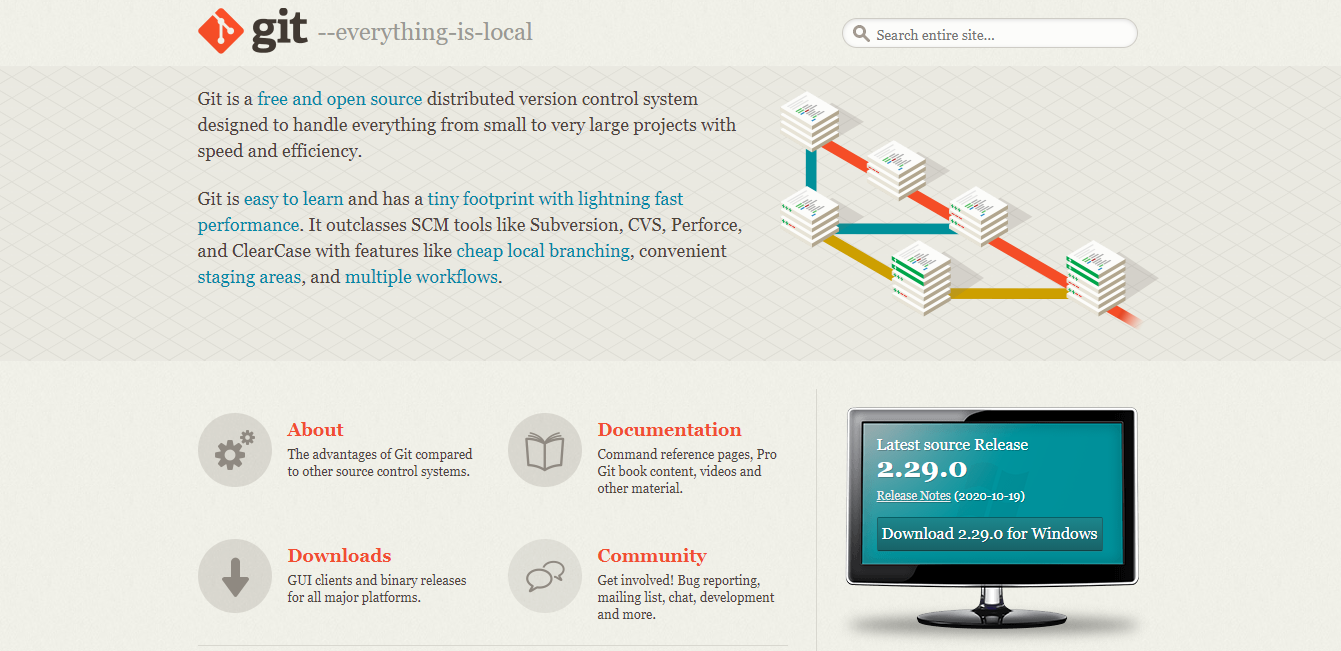 git --everything-is-local
Search entire site...
Git is a free and open source distributed version control system
designed to handle everything from small to very large projects with
speed and efficiency.
Git is easy to learn and has a tiny footprint with lightning fast
performance. It outclasses SCM tools like Subversion, CVS, Perforce,
and ClearCase with features like cheap local branching, convenient
staging areas, and multiple workflows.
About
The advantages of Git compared
to other source control systems.
Documentation
Command reference pages, Pro
Git book content, videos and
other material.
Downloads
GUI clients and binary releases
for all major platforms.
Community
Get involved! Bug reporting,
mailing list, chat, development
and more.
Latest source Release
2.29.0
Release Notes (2020-10-19)
Download 2.29.0 for Windows